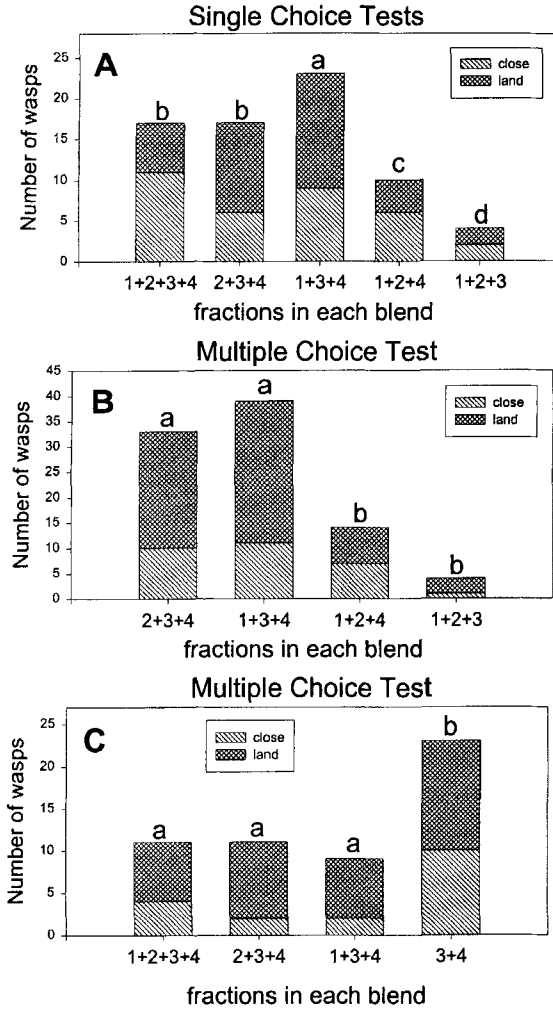 Single Choice Tests
A
a
b b
c
d
close
land
Number of wasps
25
20
15
10
5
0
1+2+3+4 2+3+4 1+3+4 1+2+4 1+2+3
fractions in each blend
Multiple Choice Test
B
a a
b
b
close
land
Number of wasps
45
40
35
30
25
20
15
10
5
0
2+3+4 1+3+4 1+2+4 1+2+3
fractions in each blend
Multiple Choice Test
C
close
land
b
a a a
Number of wasps
25
20
15
10
5
0
1+2+3+4 2+3+4 1+3+4 3+4
fractions in each blend